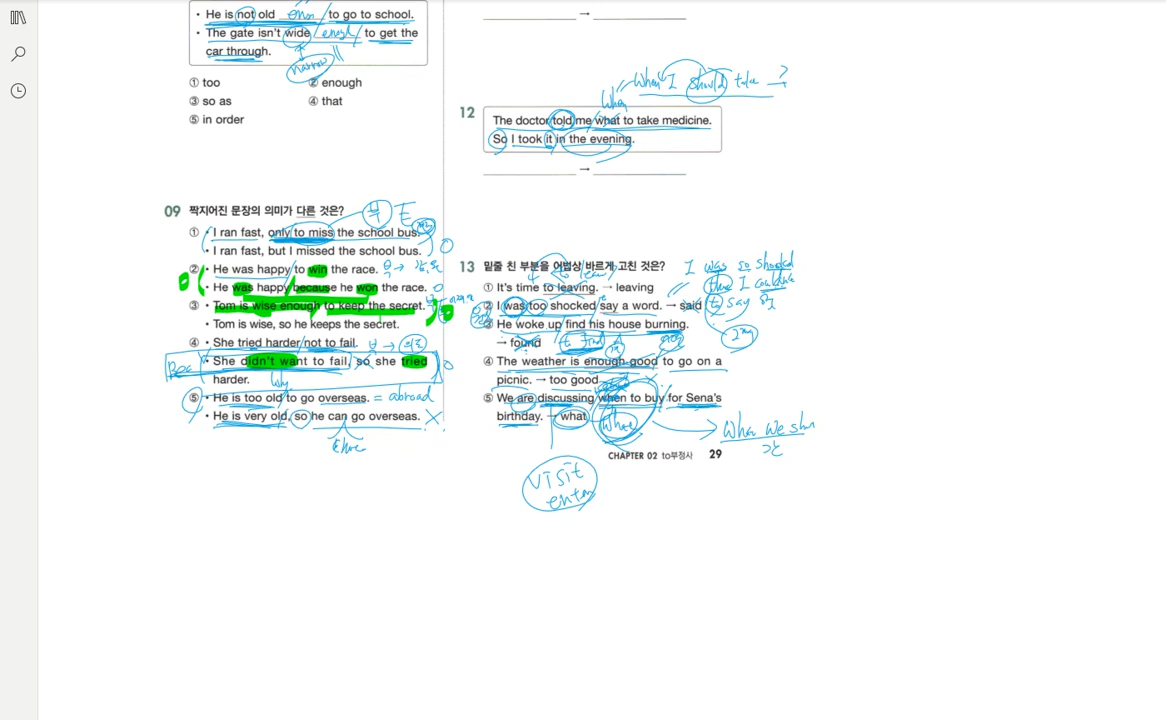 • He is not old
to go to school.
• The gate isn't wide
to get the
car through.
narrow
① too
② enough
③ so as
④ that
⑤ in order
→
When I should take →?
When
12
The doctor told me what to take medicine.
So I took it in the evening.
→
09 짝지어진 문장의 의미가 다른 것은?
① • I ran fast, only to miss the school bus.
• I ran fast, but I missed the school bus.
② • He was happy to win the race.
• He was happy because he won the race.
③ • Tom is wise enough to keep the secret.
• Tom is wise, so he keeps the secret.
④ • She tried harder not to fail.
• She didn't want to fail, so she tried
harder.
⑤ • He is too old to go overseas. = abroad
• He is very old, so he can go overseas. X
13 밑줄 친 부분을 어법상 바르게 고친 것은?
① It's time to leaving. → leaving
② I was too shocked say a word. → said
③ He woke up find his house burning.
→ found
④ The weather is enough good to go on a
picnic. → too good
⑤ We are discussing when to buy for Sena's
birthday. → what
I was so shocked
to say
VISIT
enter
CHAPTER 02 to부정사 29